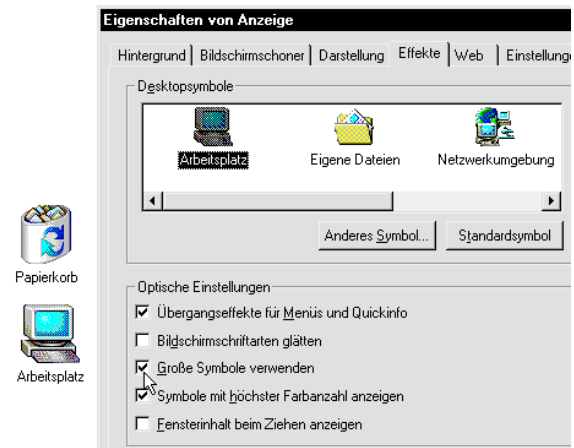 Eigenschaften von Anzeige
Hintergrund Bildschirmschoner Darstellung Effekte Web Einstellung
Desktopsymbole
Arbeitsplatz Eigene Dateien Netzwerkumgebung
Anderes Symbol... Standardsymbol
Papierkorb
Arbeitsplatz
Optische Einstellungen
Übergangseffekte für Menüs und Quickinfo
Bildschirmschriftarten glätten
Große Symbole verwenden
Symbole mit höchster Farbanzahl anzeigen
Fensterinhalt beim Ziehen anzeigen